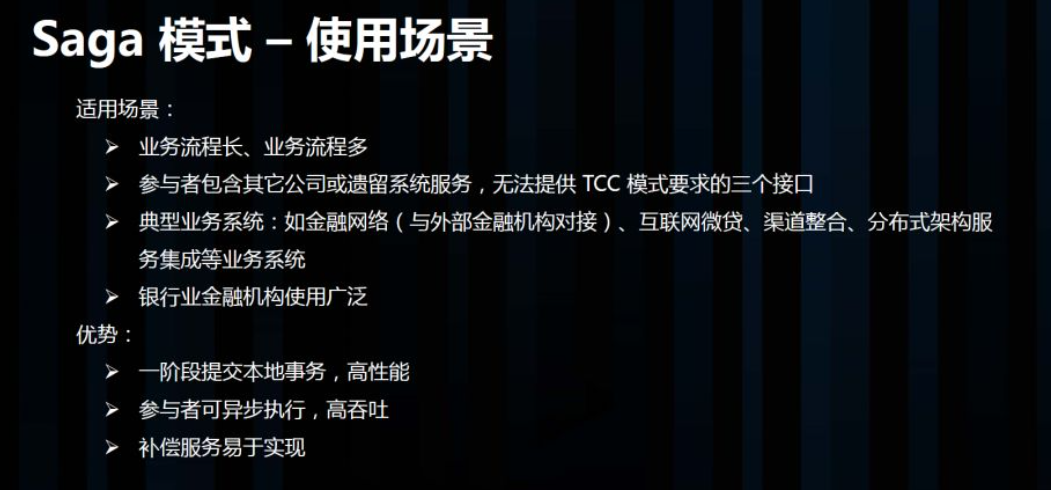 Saga 模式 – 使用场景
适用场景：
➢ 业务流程长、业务流程多
➢ 参与者包含其它公司或遗留系统服务，无法提供 TCC 模式要求的三个接口
➢ 典型业务系统：如金融网络（与外部金融机构对接）、互联网微贷、渠道整合、分布式架构服
务集成等业务系统
➢ 银行业金融机构使用广泛
优势：
➢ 一阶段提交本地事务，高性能
➢ 参与者可异步执行，高吞吐
➢ 补偿服务易于实现